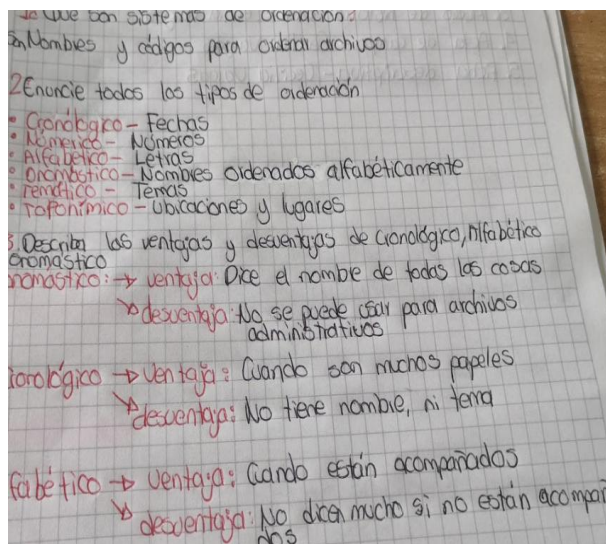 Que son sistemas de ordenación?
Nombres y códigos para ordenar archivos
2 Enuncie todos los tipos de ordenación
• Cronológico - Fechas
• Númerico - Números
• Alfabético - Letras
• Onomástico - Nombres ordenados alfabéticamente
• Temático - Temas
• Toponímico - Ubicaciones y lugares
3. Describa las ventajas y desventajas de cronológico, Alfabético
Onomástico
nomástico: → ventaja: Dice el nombre de todas las cosas
↘ desventaja: No se puede usar para archivos
administrativos
ronológico → ventaja: Cuando son muchos papeles
↘ desventaja: No tiene nombre, ni tema
fabético → ventaja: Cando están acompañados
↘ desventaja: No dicen mucho si no están acompañ
dos